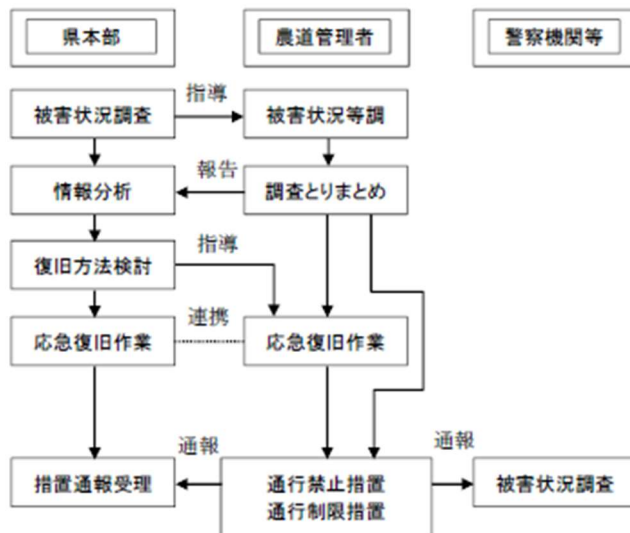 県本部
農道管理者
警察機関等
指導
被害状況調査
被害状況等調
報告
情報分析
調査とりまとめ
指導
復旧方法検討
連携
応急復旧作業
応急復旧作業
通報
通報
措置通報受理
通行禁止措置
通行制限措置
被害状況調査